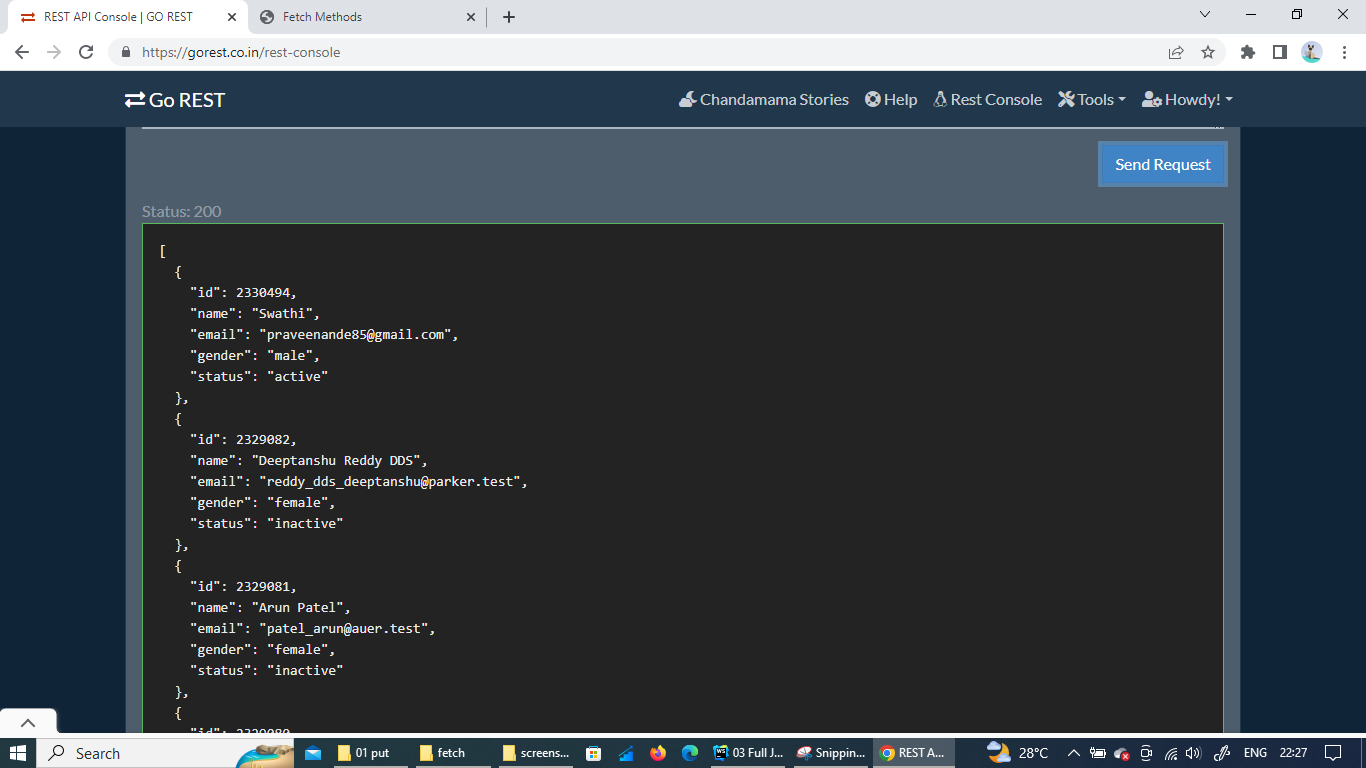 REST API Console | GO REST
Fetch Methods
https://gorest.co.in/rest-console
Go REST
Chandamama Stories
Help
Rest Console
Tools
Howdy!
Send Request
Status: 200
[
{
"id": 2330494,
"name": "Swathi",
"email": "praveenande85@gmail.com",
"gender": "male",
"status": "active"
},
{
"id": 2329082,
"name": "Deeptanshu Reddy DDS",
"email": "reddy_dds_deeptanshu@parker.test",
"gender": "female",
"status": "inactive"
},
{
"id": 2329081,
"name": "Arun Patel",
"email": "patel_arun@auer.test",
"gender": "female",
"status": "inactive"
},
{
"id": 2329080
Search
01 put
fetch
screens...
03 Full J...
Snippin...
REST A...
28°C
ENG
22:27